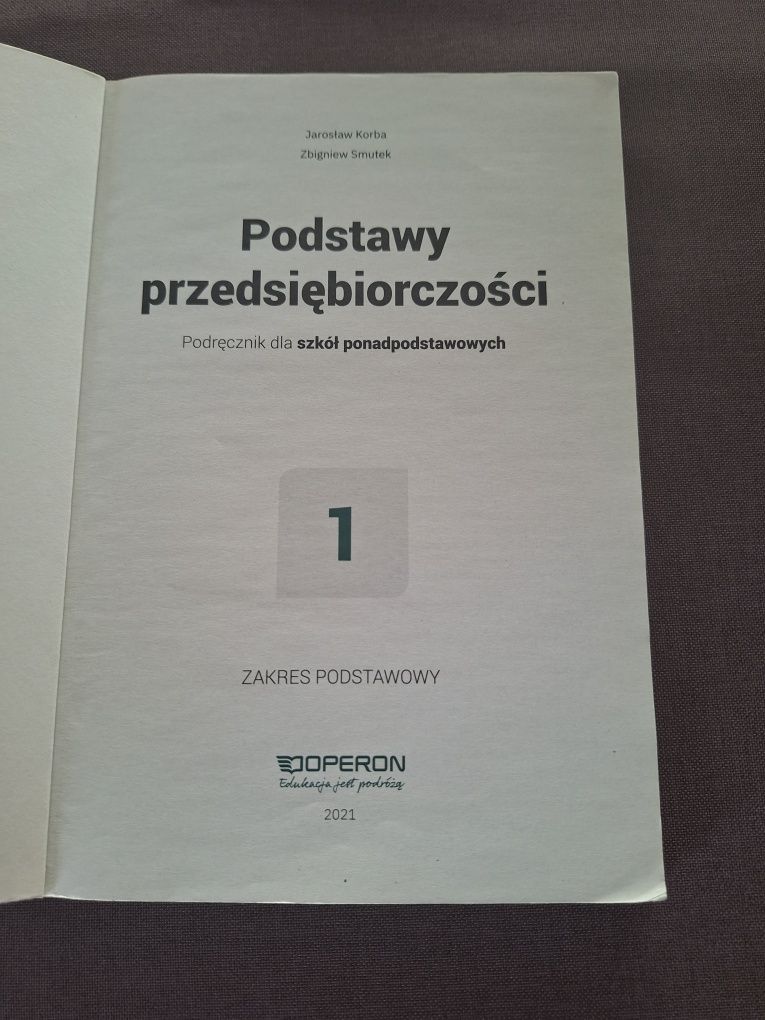 Jarosław Korba
Zbigniew Smutek
Podstawy
przedsiębiorczości
Podręcznik dla szkół ponadpodstawowych
1
ZAKRES PODSTAWOWY
OPERON
Edukacja jest podróżą
2021